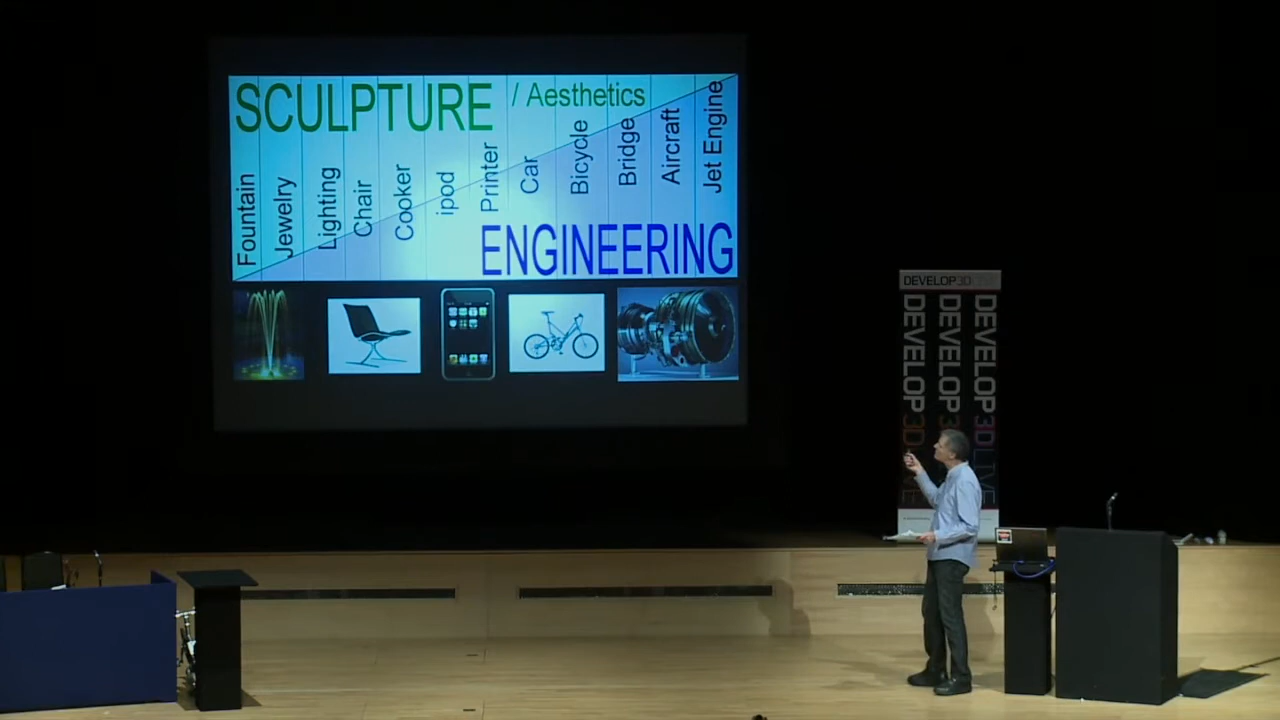 SCULPTURE / Aesthetics
Fountain
Jewelry
Lighting
Chair
Cooker
ipod
Printer
Car
Bicycle
Bridge
Aircraft
Jet Engine
ENGINEERING
DEVELOP3D
DEVELOP3D
DEVELOP3D
DEVELOP3DLIVE